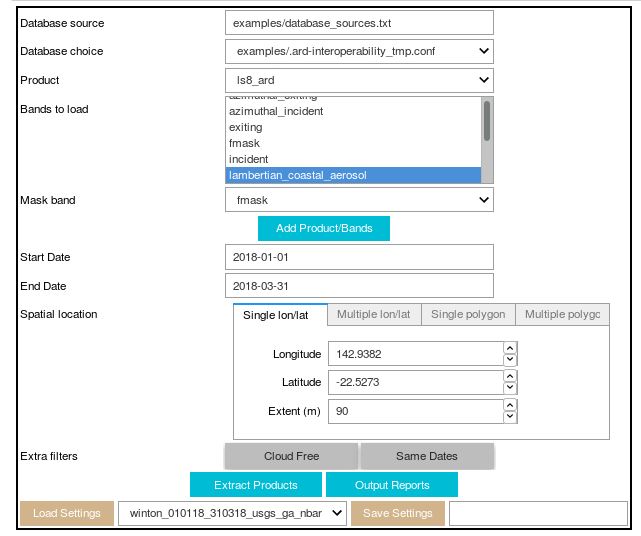 Database source examples/database_sources.txt
Database choice examples/.ard-interoperability_tmp.conf
Product ls8_ard
Bands to load azimuthal_exiting
azimuthal_incident
exiting
fmask
incident
lambertian_coastal_aerosol
Mask band fmask
Add Product/Bands
Start Date 2018-01-01
End Date 2018-03-31
Spatial location Single lon/lat Multiple lon/lat Single polygon Multiple polygc
Longitude 142.9382
Latitude -22.5273
Extent (m) 90
Extra filters Cloud Free Same Dates
Extract Products Output Reports
Load Settings winton_010118_310318_usgs_ga_nbar Save Settings